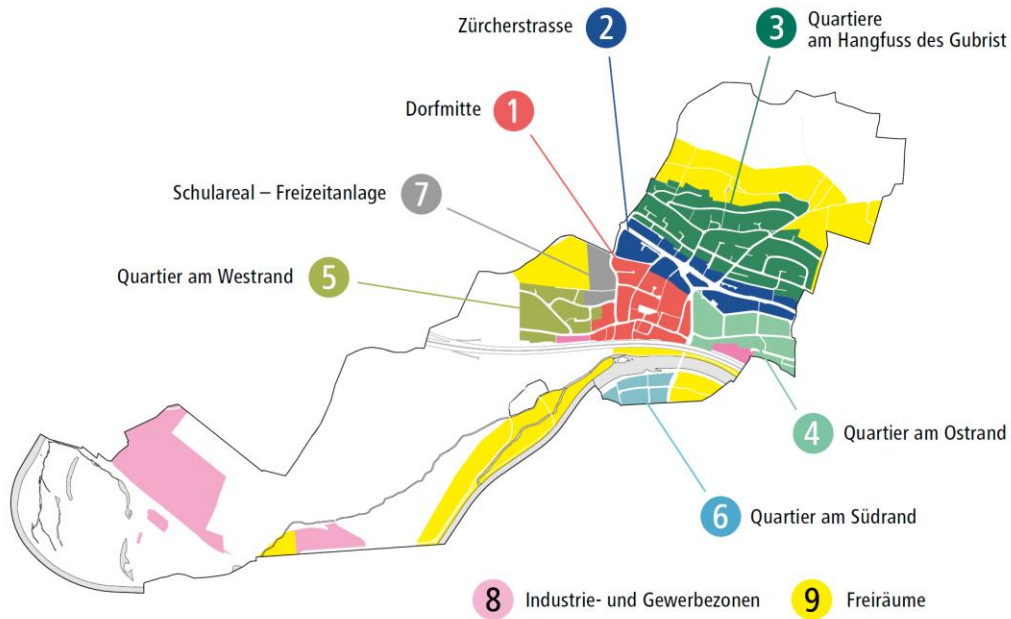 Zürcherstrasse 2
3 Quartiere
am Hangfuss des Gubrist
Dorfmitte 1
Schulareal – Freizeitanlage 7
Quartier am Westrand 5
4 Quartier am Ostrand
6 Quartier am Südrand
8 Industrie- und Gewerbezonen
9 Freiräume